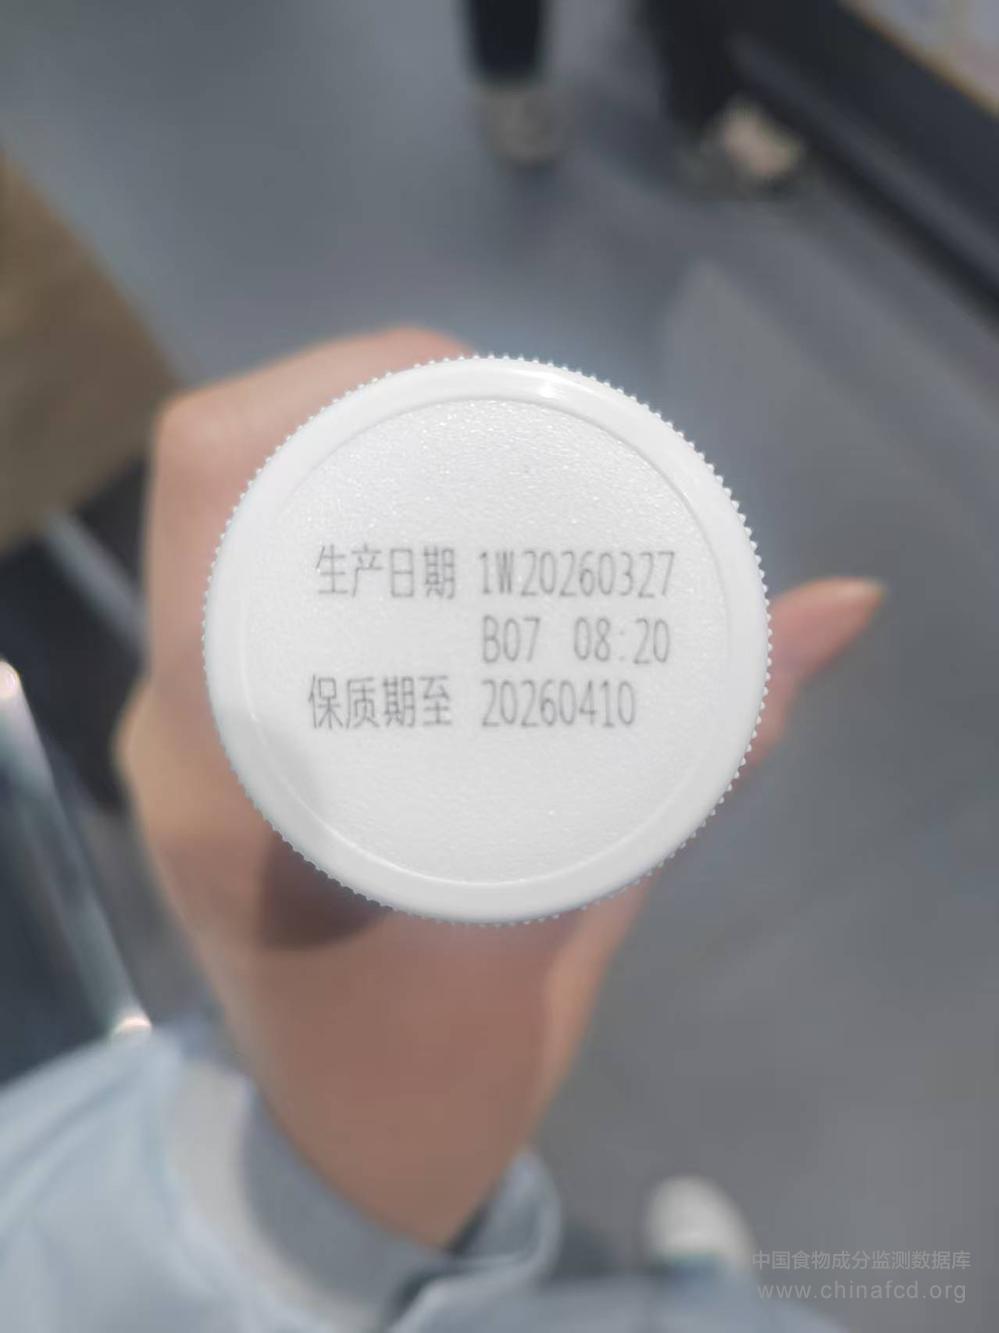 生产日期 1W20260327
B07 08:20
保质期至 20260410
中国食物成分监测数据库
www.chinafcd.org